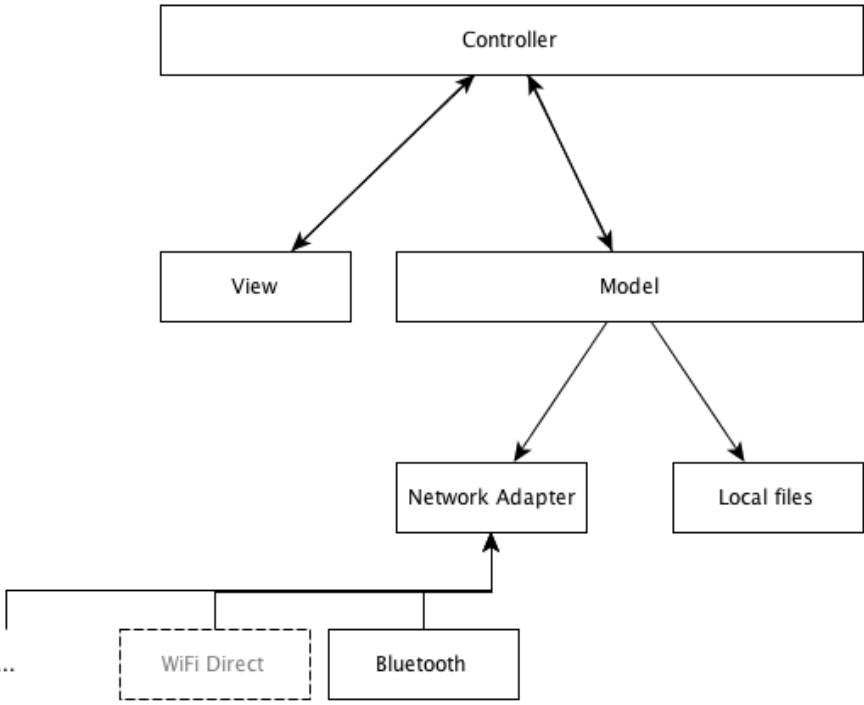 Controller
View
Model
Network Adapter
Local files
...
WiFi Direct
Bluetooth